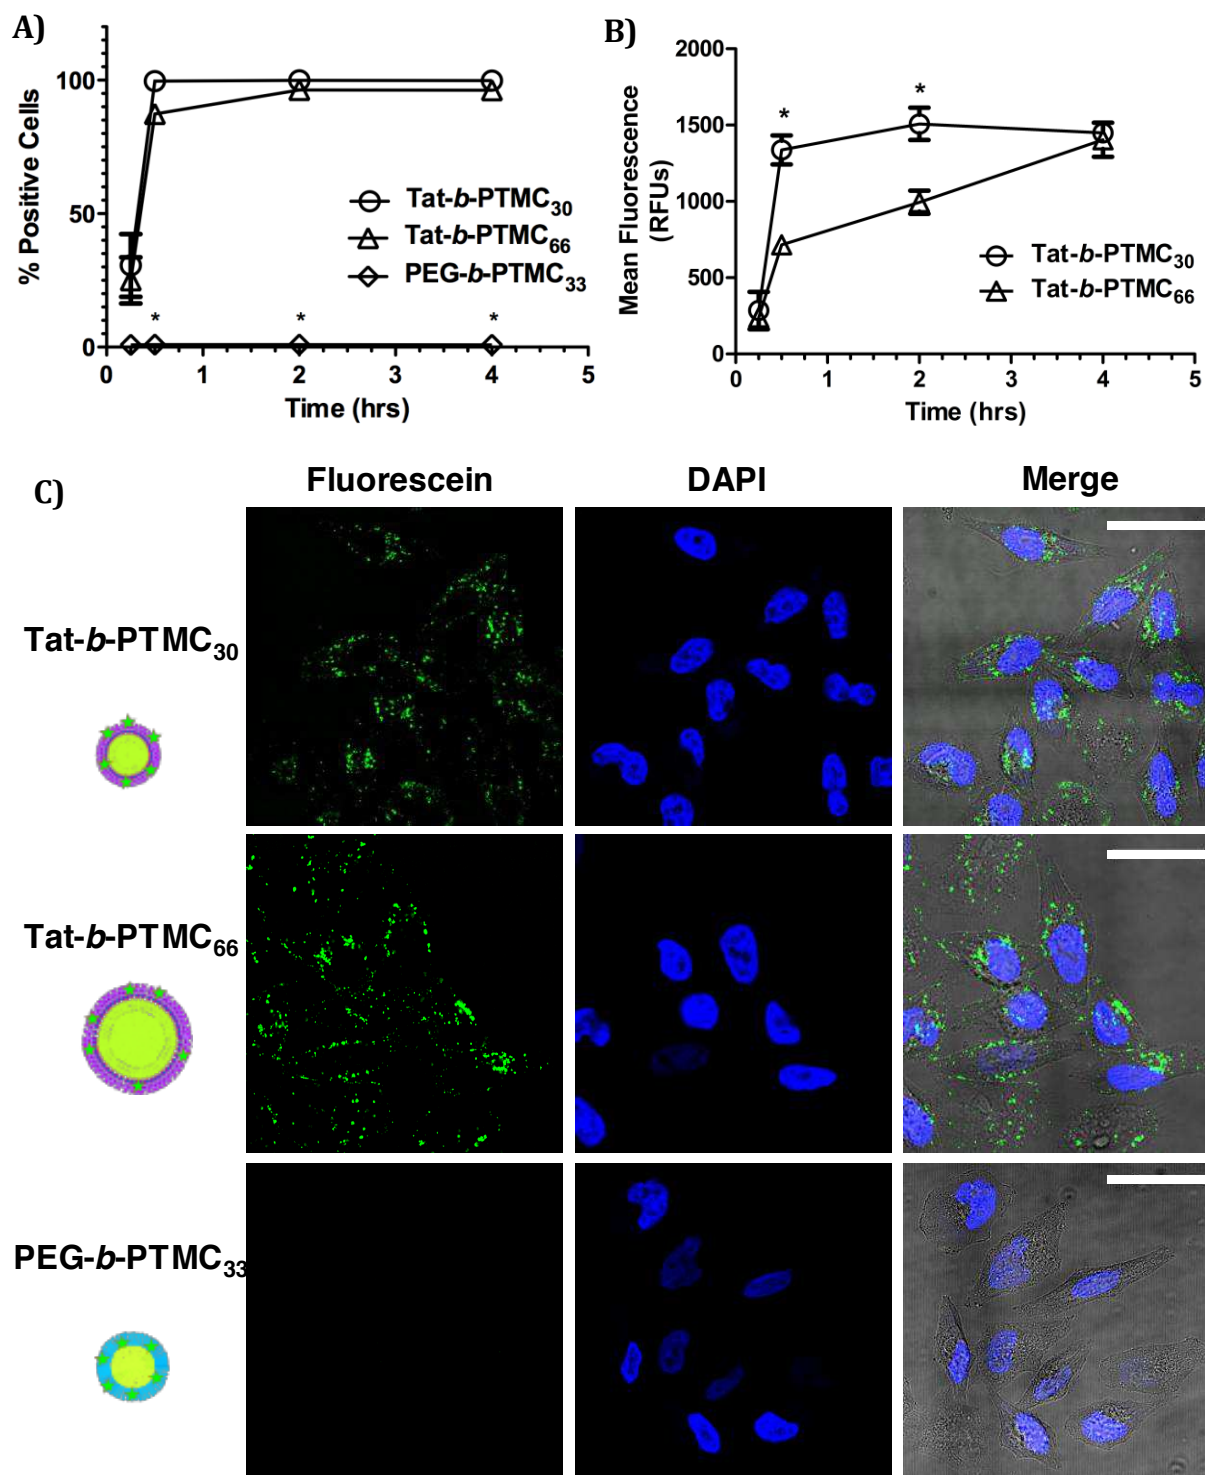 A)
100
50
0
% Positive Cells
0 1 2 3 4 5
Time (hrs)
* * *
Tat-b-PTMC30
Tat-b-PTMC66
PEG-b-PTMC33
B)
2000
1500
1000
500
0
Mean Fluorescence
(RFUs)
0 1 2 3 4 5
Time (hrs)
* *
Tat-b-PTMC30
Tat-b-PTMC66
C)
Fluorescein DAPI Merge
Tat-b-PTMC30
Tat-b-PTMC66
PEG-b-PTMC33